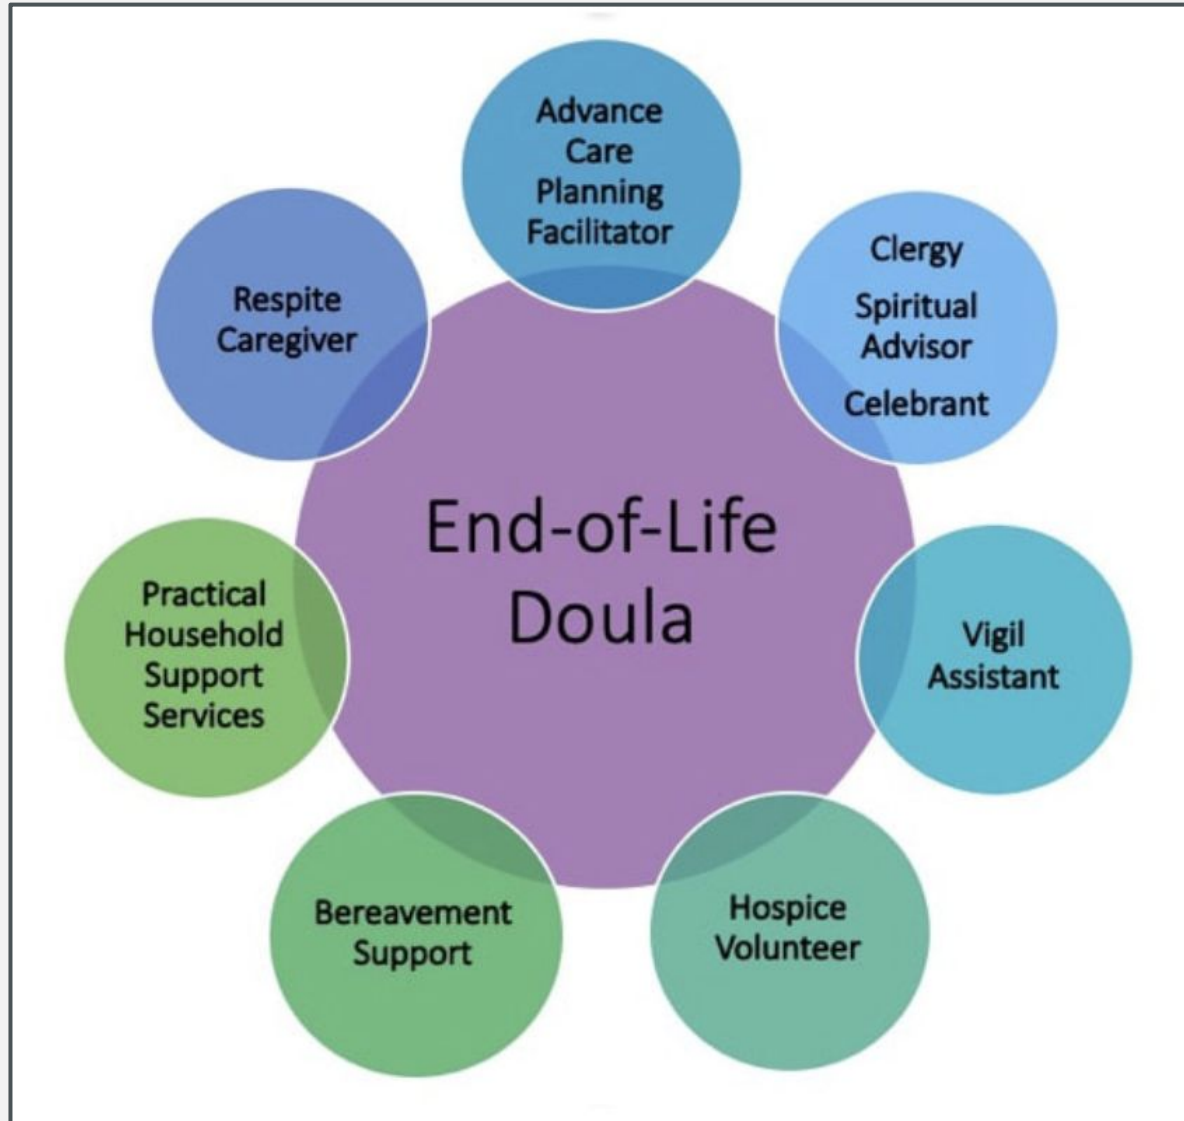 Advance
Care
Planning
Facilitator
Clergy
Spiritual
Advisor
Celebrant
Respite
Caregiver
End-of-Life
Doula
Practical
Household
Support
Services
Vigil
Assistant
Bereavement
Support
Hospice
Volunteer